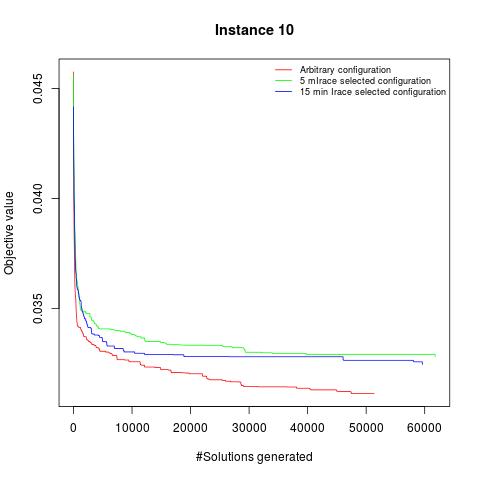 Instance 10
Arbitrary configuration
5 mIrace selected configuration
15 min Irace selected configuration
Objective value
0.045
0.040
0.035
0 10000 20000 30000 40000 50000 60000
#Solutions generated